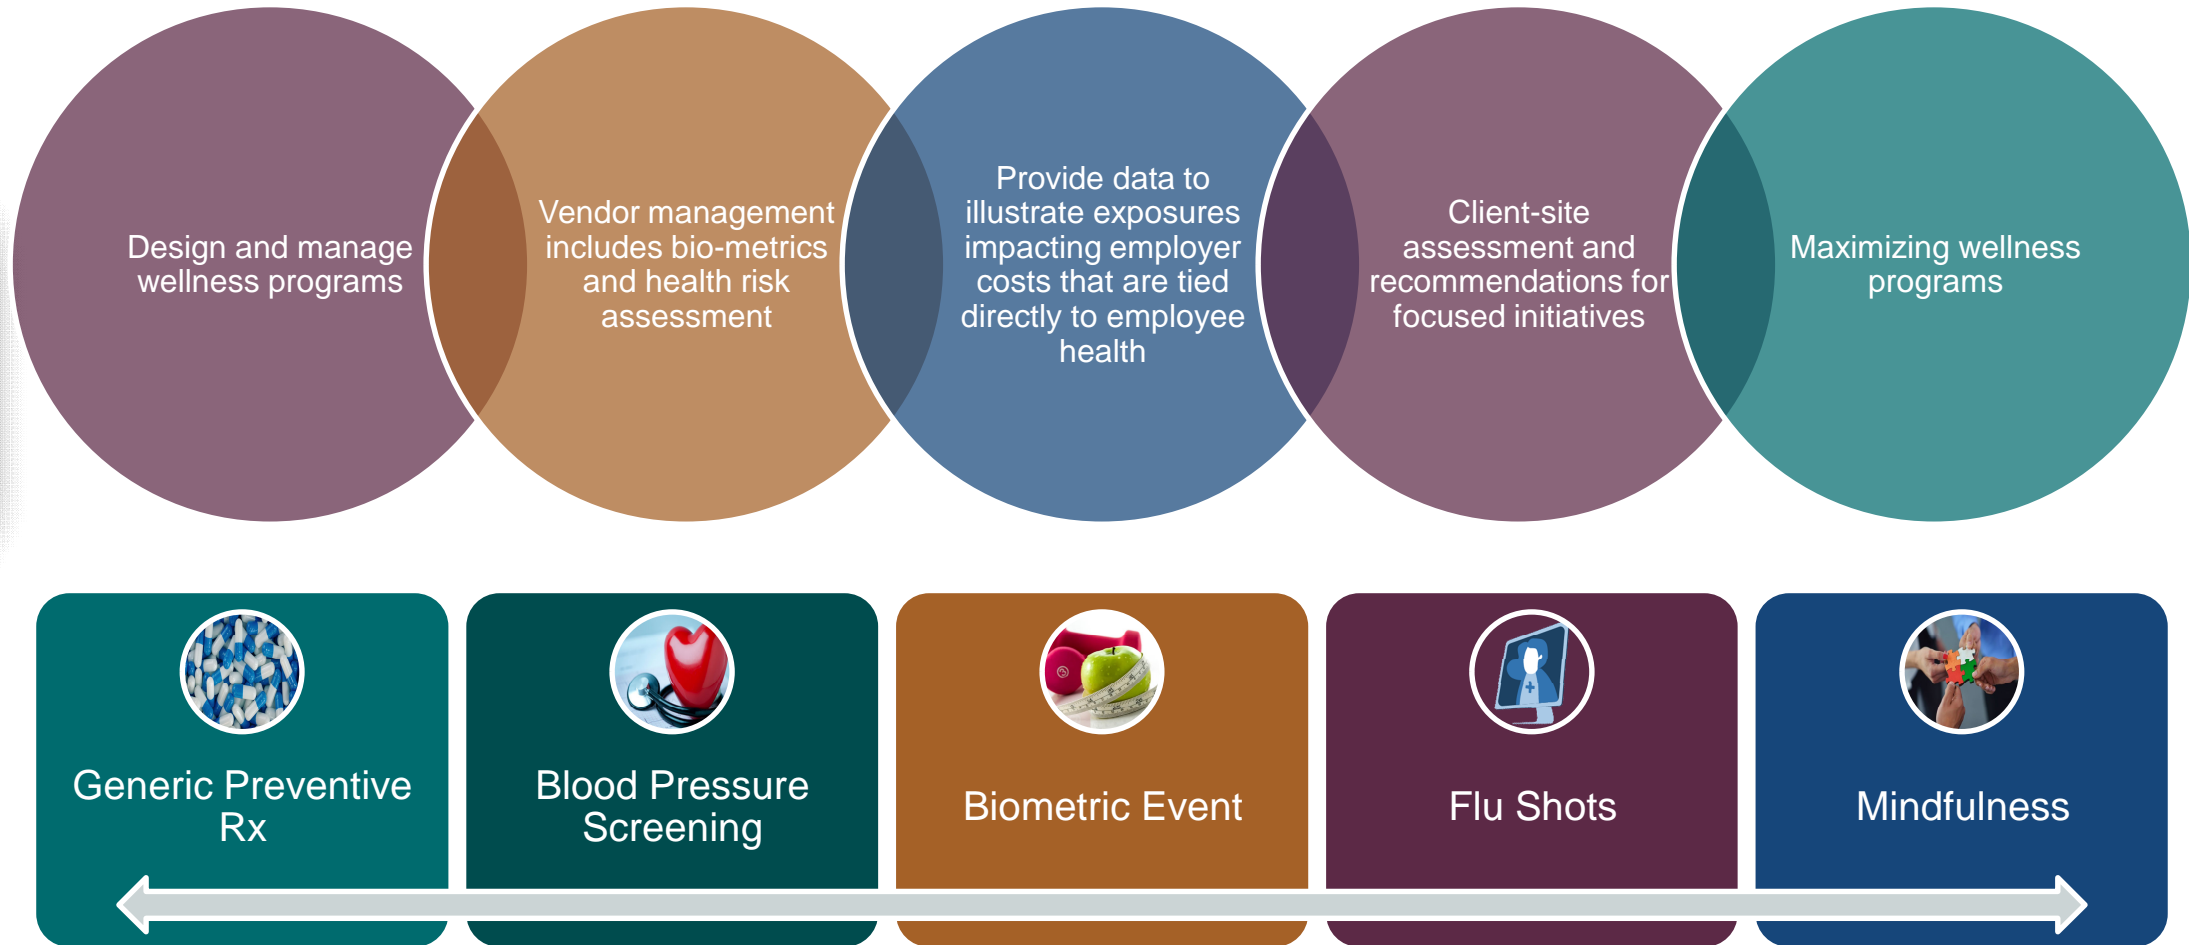 Design and manage
wellness programs
Vendor management
includes bio-metrics
and health risk
assessment
Provide data to
illustrate exposures
impacting employer
costs that are tied
directly to employee
health
Client-site
assessment and
recommendations for
focused initiatives
Maximizing wellness
programs
Generic Preventive
Rx
Blood Pressure
Screening
Biometric Event
Flu Shots
Mindfulness